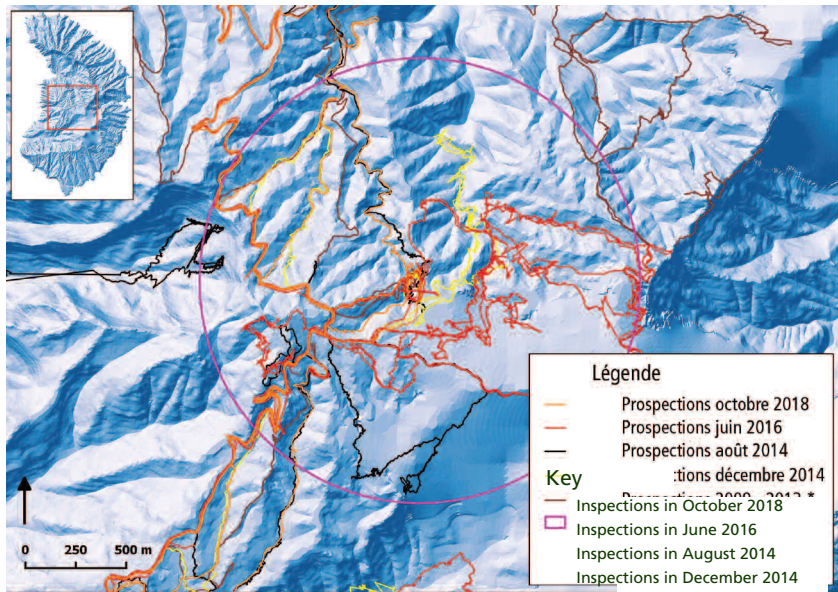 Légende
Prospections octobre 2018
Prospections juin 2016
Prospections août 2014
ctions décembre 2014
Key
Inspections in October 2018
Inspections in June 2016
Inspections in August 2014
Inspections in December 2014
0 250 500 m